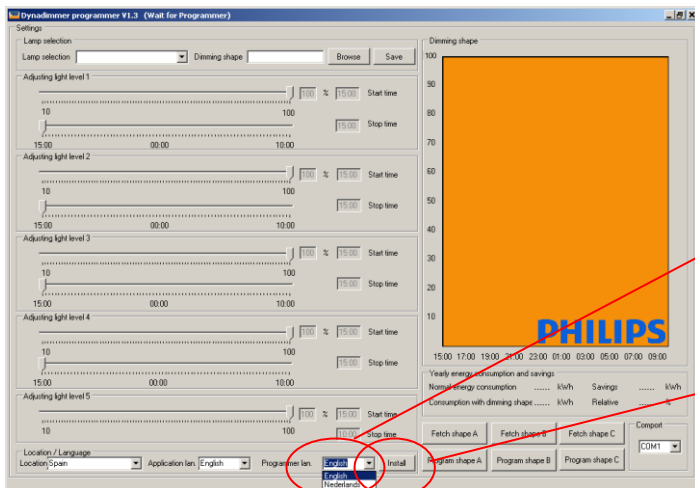 Dynadimmer programmer V1.3 (Wait for Programmer)
Settings
Lamp selection
Lamp selection Dimming shape Browse Save
Adjusting light level 1
100 % 15:00 Start time
10 100
15:00 Stop time
15:00 00:00 10:00
Adjusting light level 2
100 % 15:00 Start time
10 100
15:00 Stop time
15:00 00:00 10:00
Adjusting light level 3
100 % 15:00 Start time
10 100
15:00 Stop time
15:00 00:00 10:00
Adjusting light level 4
100 % 15:00 Start time
10 100
15:00 Stop time
15:00 00:00 10:00
Adjusting light level 5
100 % 15:00 Start time
10 100
10:00 Stop time
Location / Language
Location Spain Application lan. English Programmer lan. English Install
English
Nederlands
Dimming shape
100
90
80
70
60
50
40
30
20
10
PHILIPS
15:00 17:00 19:00 21:00 23:00 01:00 03:00 05:00 07:00 09:00
Yearly energy consumption and savings
Normal energy consumption ...... kWh Savings ...... kWh
Consumption with dimming shape ...... kWh Relative ...... %
Fetch shape A Fetch shape B Fetch shape C
Comport
COM1
Program shape A Program shape B Program shape C